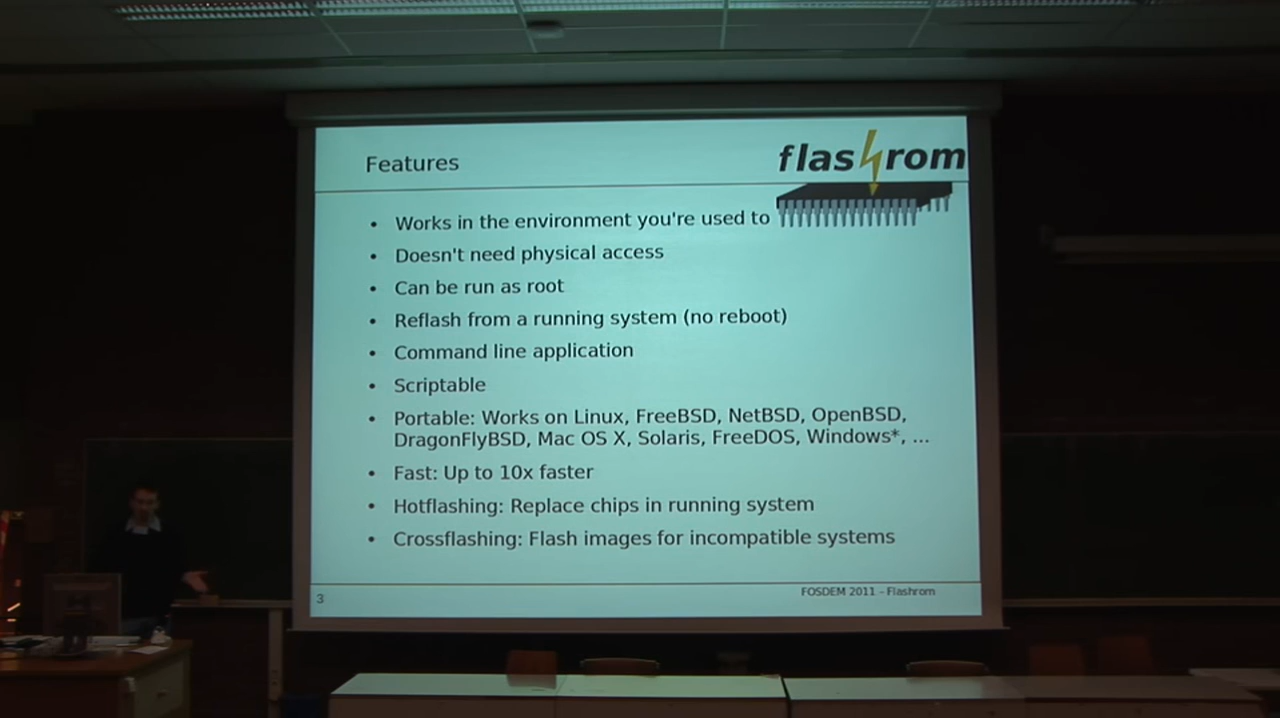 Features
flashrom
• Works in the environment you're used to
• Doesn't need physical access
• Can be run as root
• Reflash from a running system (no reboot)
• Command line application
• Scriptable
• Portable: Works on Linux, FreeBSD, NetBSD, OpenBSD,
DragonFlyBSD, Mac OS X, Solaris, FreeDOS, Windows*, ...
• Fast: Up to 10x faster
• Hotflashing: Replace chips in running system
• Crossflashing: Flash images for incompatible systems
3
FOSDEM 2011 - Flashrom